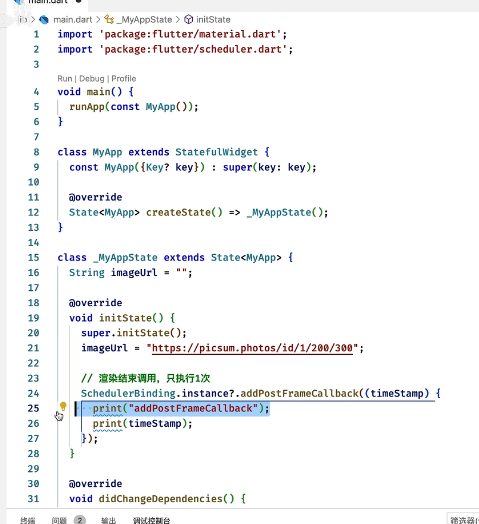 main.dart
lib > main.dart > _MyAppState > initState
1 import 'package:flutter/material.dart';
2 import 'package:flutter/scheduler.dart';
3
Run | Debug | Profile
4 void main() {
5 runApp(const MyApp());
6 }
7
8 class MyApp extends StatefulWidget {
9 const MyApp({Key? key}) : super(key: key);
10
11 @override
12 State<MyApp> createState() => _MyAppState();
13 }
14
15 class _MyAppState extends State<MyApp> {
16 String imageUrl = "";
17
18 @override
19 void initState() {
20 super.initState();
21 imageUrl = "https://picsum.photos/id/1/200/300";
22
23 // 渲染结束调用，只执行1次
24 SchedulerBinding.instance?.addPostFrameCallback((timeStamp) {
25 print("addPostFrameCallback");
26 print(timeStamp);
27 });
28 }
29
30 @override
31 void didChangeDependencies() {
终端 问题 2 输出 调试控制台 筛选器(